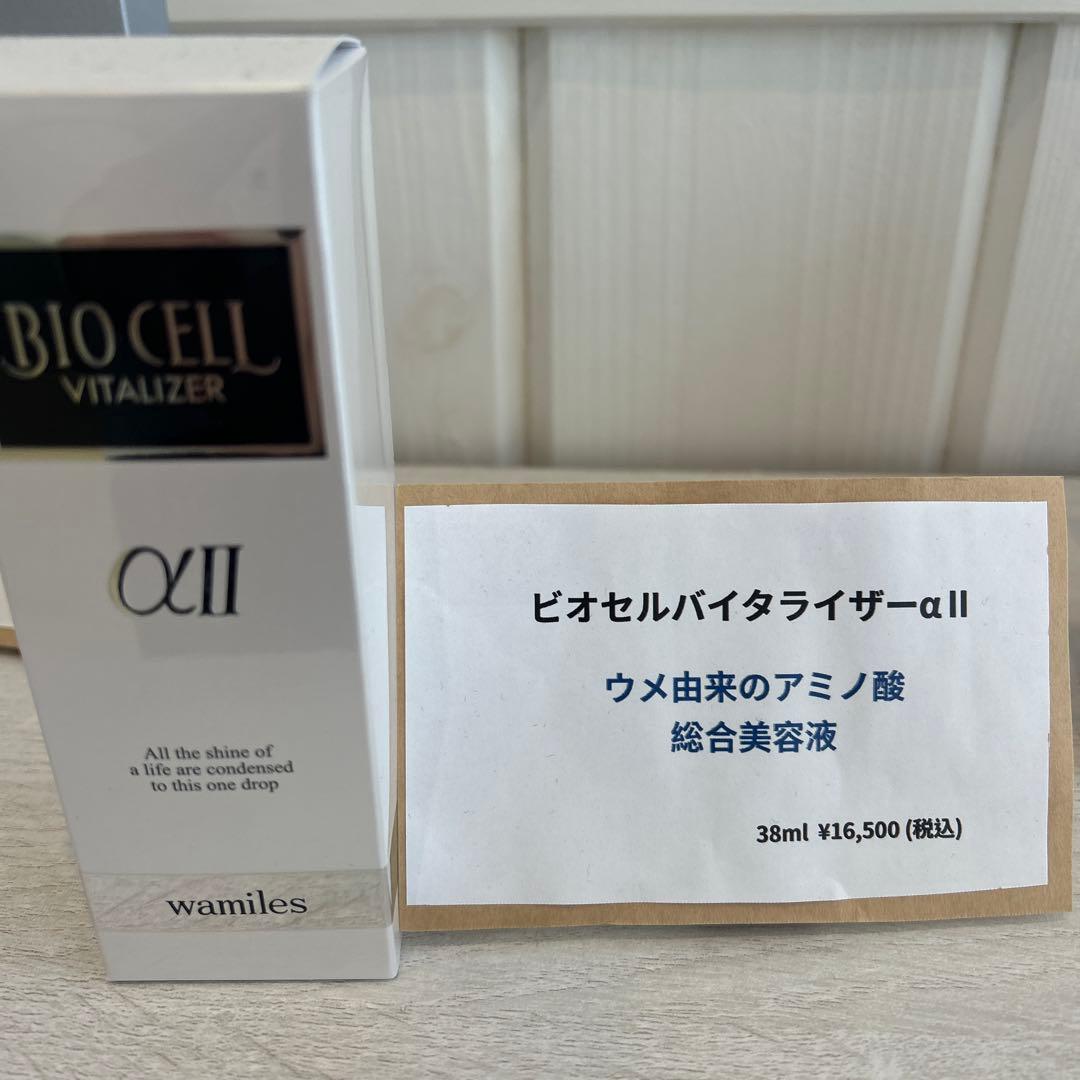 BIO CELL
VITALIZER
αII
All the shine of
a life are condensed
to this one drop
wamiles
ビオセルバイタライザーαⅡ
ウメ由来のアミノ酸
総合美容液
38ml ¥16,500 (税込)